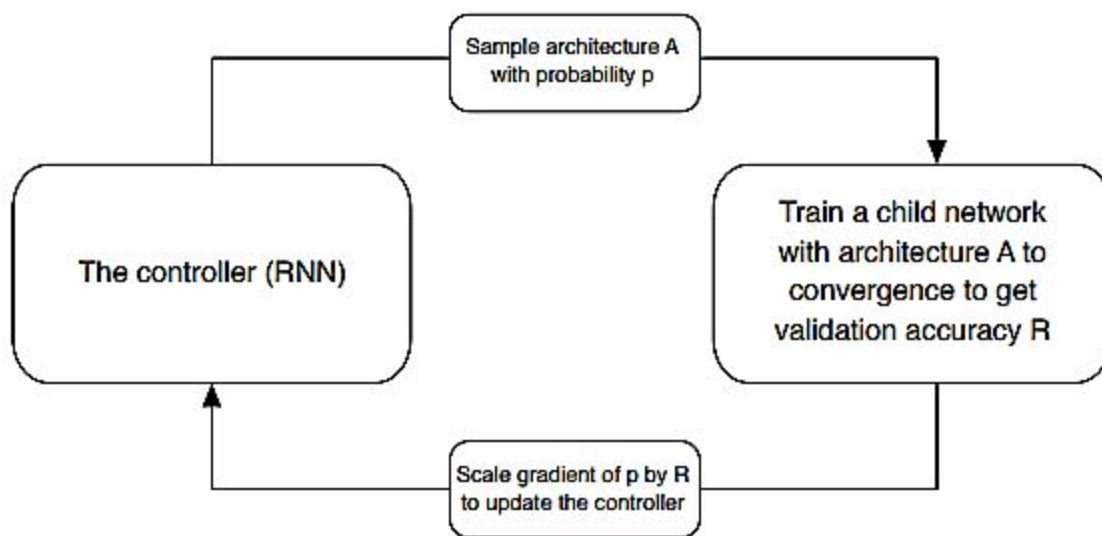 Sample architecture A
with probability p
The controller (RNN)
Train a child network
with architecture A to
convergence to get
validation accuracy R
Scale gradient of p by R
to update the controller